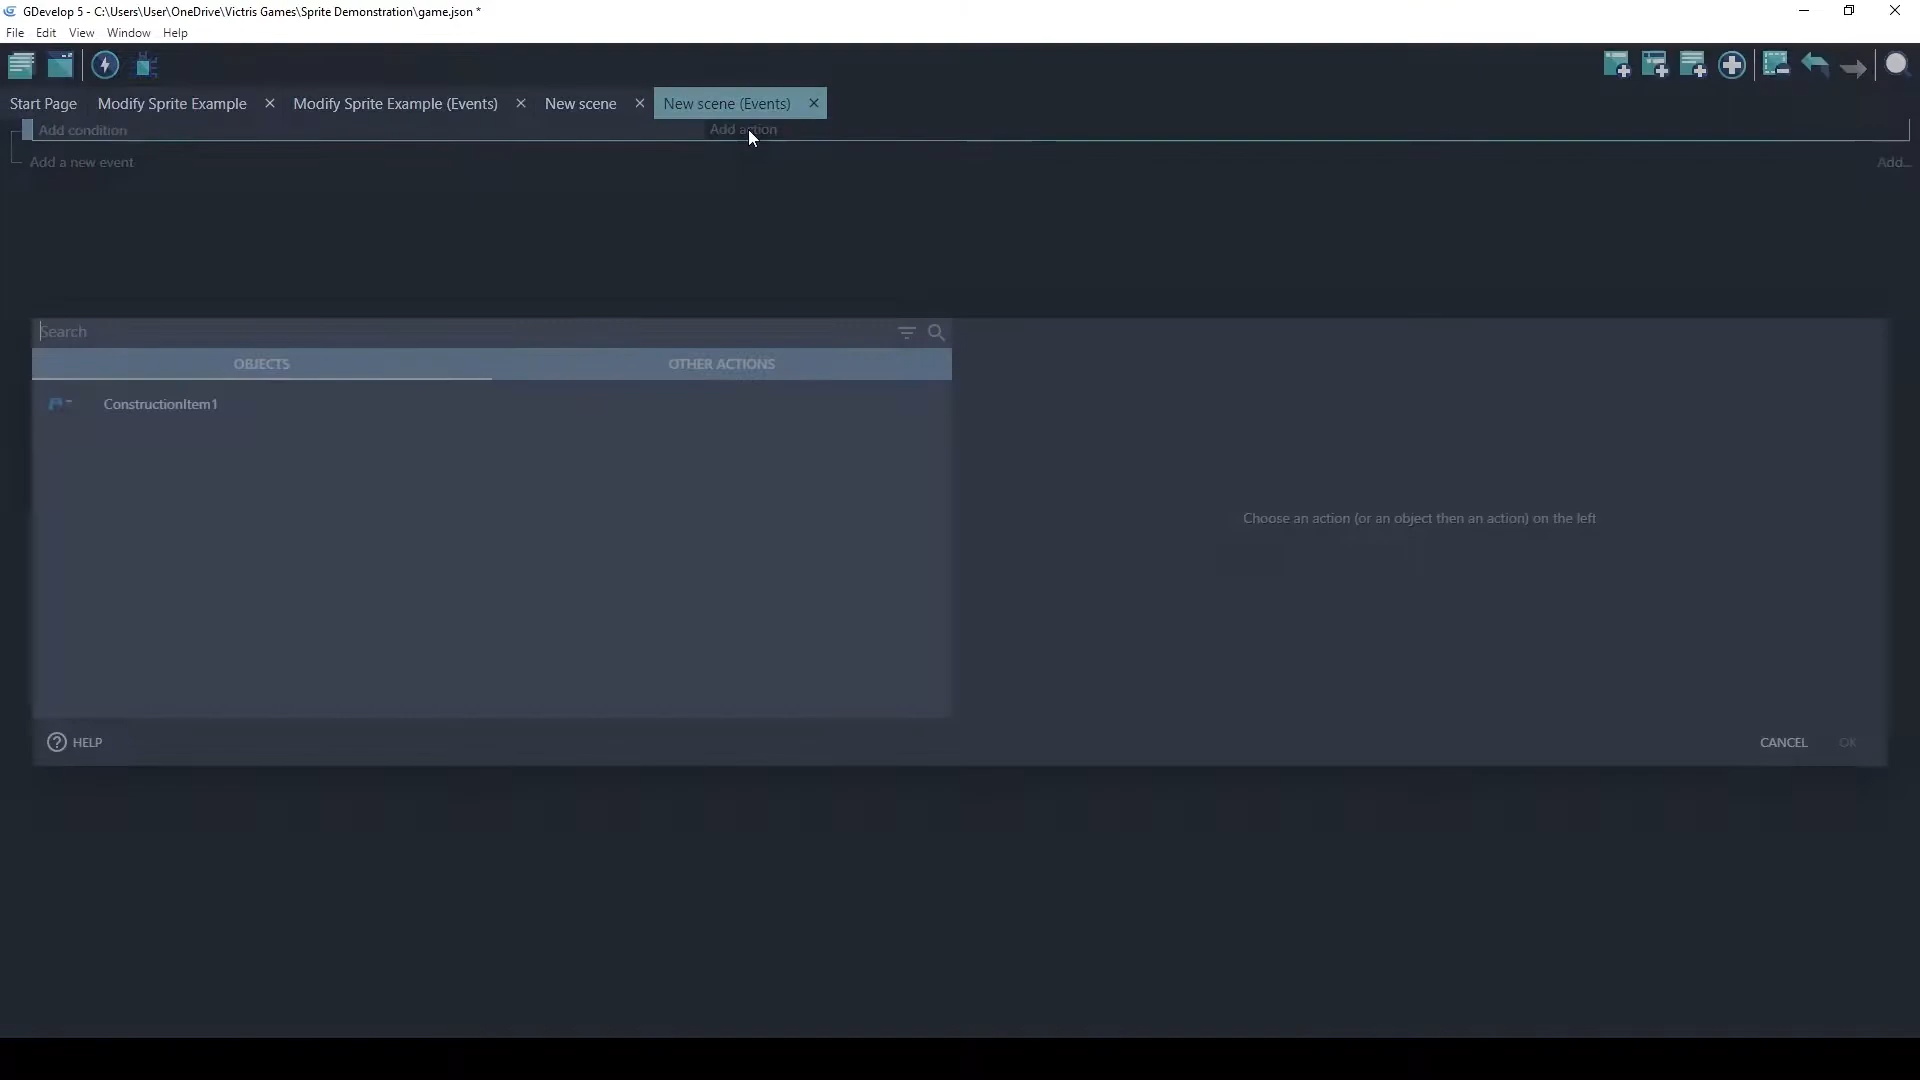 GDevelop 5 - C:\Users\User\OneDrive\Victris Games\Sprite Demonstration\game.json *
File Edit View Window Help
Start Page Modify Sprite Example × Modify Sprite Example (Events) × New scene × New scene (Events) ×
Add condition Add action
Add a new event Add...
Search
OBJECTS OTHER ACTIONS
ConstructionItem1
Choose an action (or an object then an action) on the left
? HELP CANCEL OK